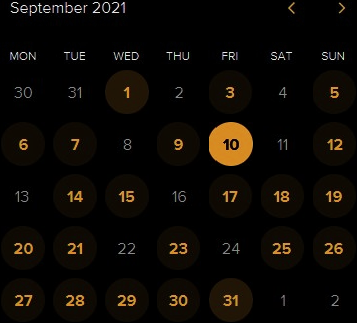 September 2021
MON TUE WED THU FRI SAT SUN
30 31 1 2 3 4 5
6 7 8 9 10 11 12
13 14 15 16 17 18 19
20 21 22 23 24 25 26
27 28 29 30 31 1 2